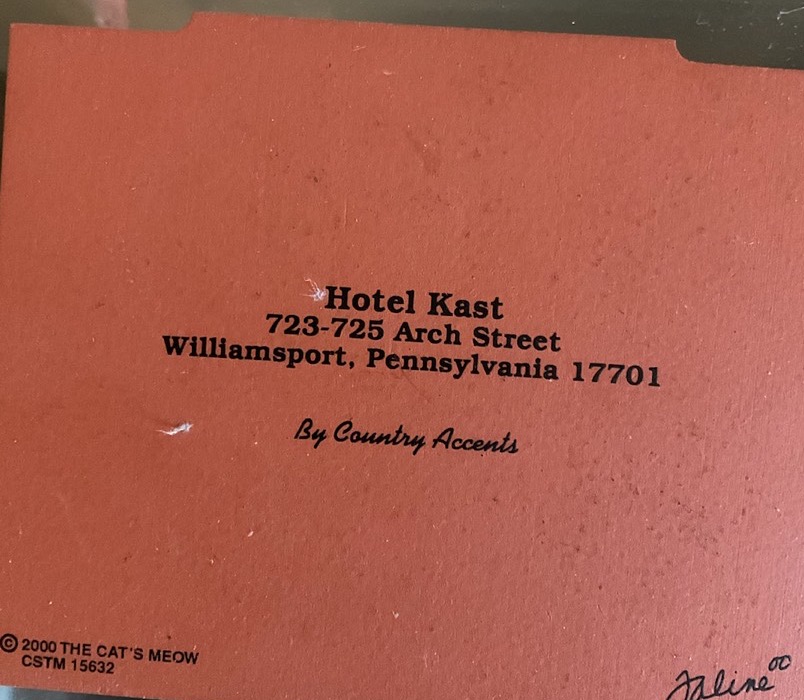 Hotel Kast
723-725 Arch Street
Williamsport, Pennsylvania 17701
By Country Accents
© 2000 THE CAT'S MEOW
CSTM 15632
Faline 00